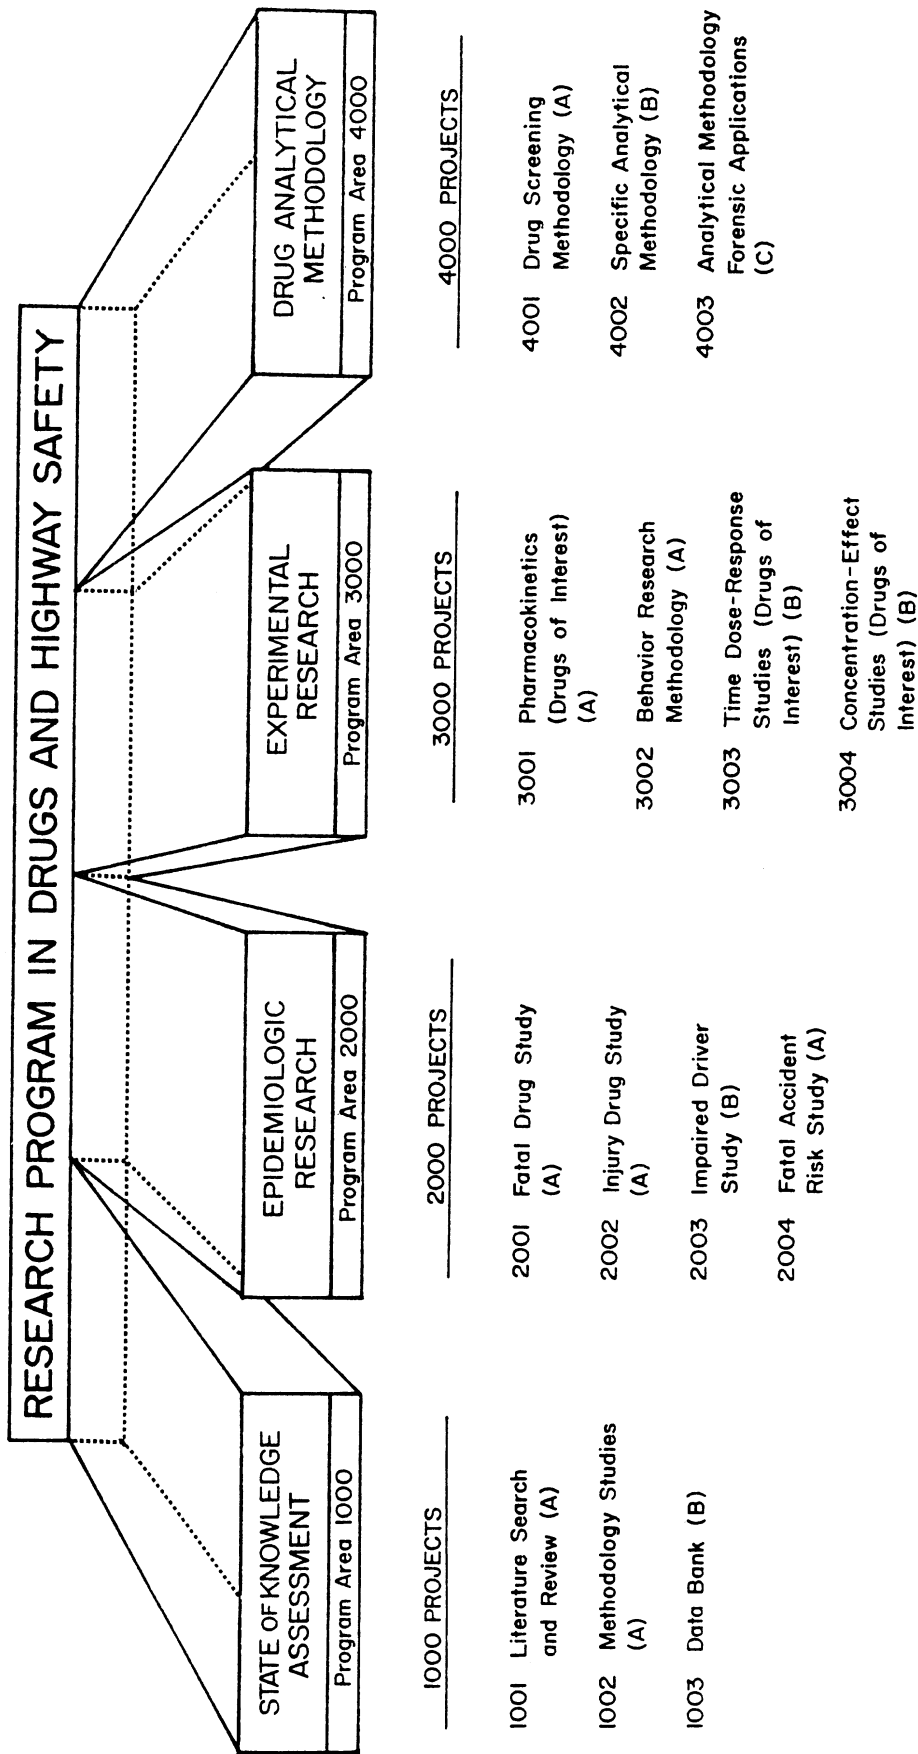 RESEARCH PROGRAM IN DRUGS AND HIGHWAY SAFETY
STATE OF KNOWLEDGE
ASSESSMENT
Program Area 1000
1000 PROJECTS
1001 Literature Search
and Review (A)
1002 Methodology Studies
(A)
1003 Data Bank (B)
EPIDEMIOLOGIC
RESEARCH
Program Area 2000
2000 PROJECTS
2001 Fatal Drug Study
(A)
2002 Injury Drug Study
(A)
2003 Impaired Driver
Study (B)
2004 Fatal Accident
Risk Study (A)
EXPERIMENTAL
RESEARCH
Program Area 3000
3000 PROJECTS
3001 Pharmacokinetics
(Drugs of Interest)
(A)
3002 Behavior Research
Methodology (A)
3003 Time Dose-Response
Studies (Drugs of
Interest) (B)
3004 Concentration-Effect
Studies (Drugs of
Interest) (B)
DRUG ANALYTICAL
METHODOLOGY
Program Area 4000
4000 PROJECTS
4001 Drug Screening
Methodology (A)
4002 Specific Analytical
Methodology (B)
4003 Analytical Methodology
Forensic Applications
(C)